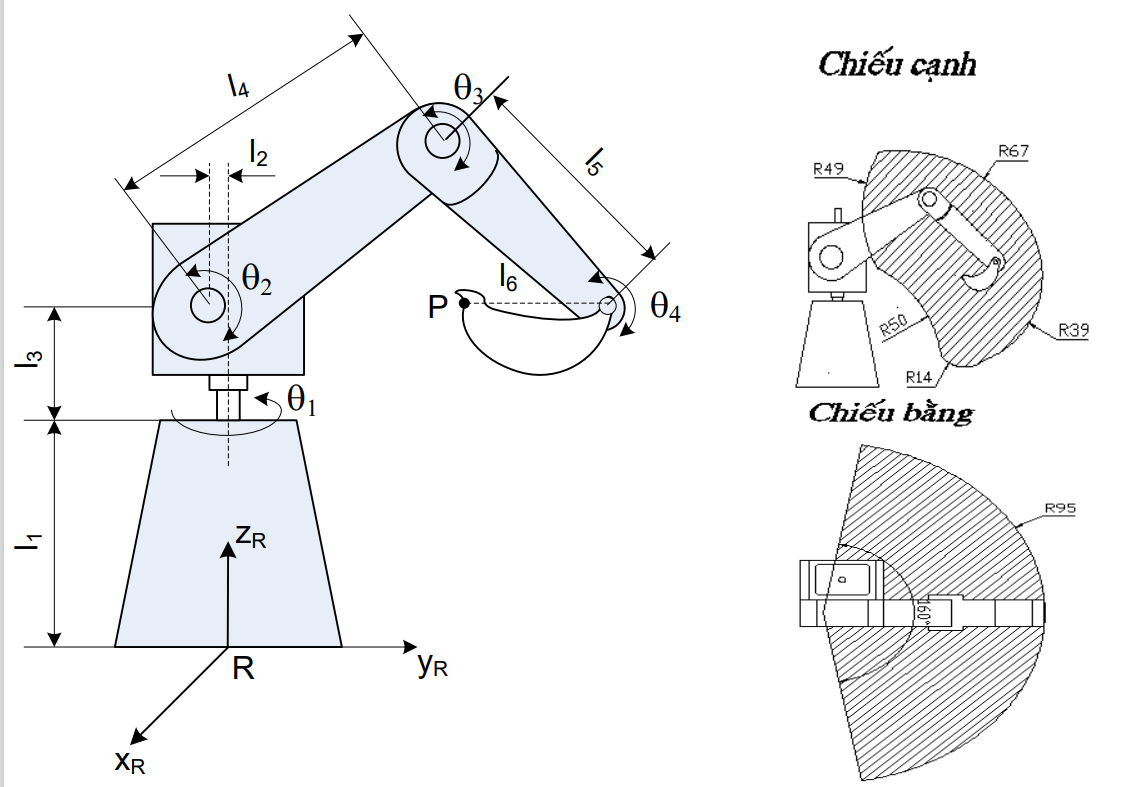 l₄
θ₃
l₂
l₅
θ₂
l₆
P
θ₄
l₃
θ₁
l₁
zR
R
yR
xR
Chiếu cạnh
R49
R67
R50
R39
R14
Chiếu bằng
R95
160°